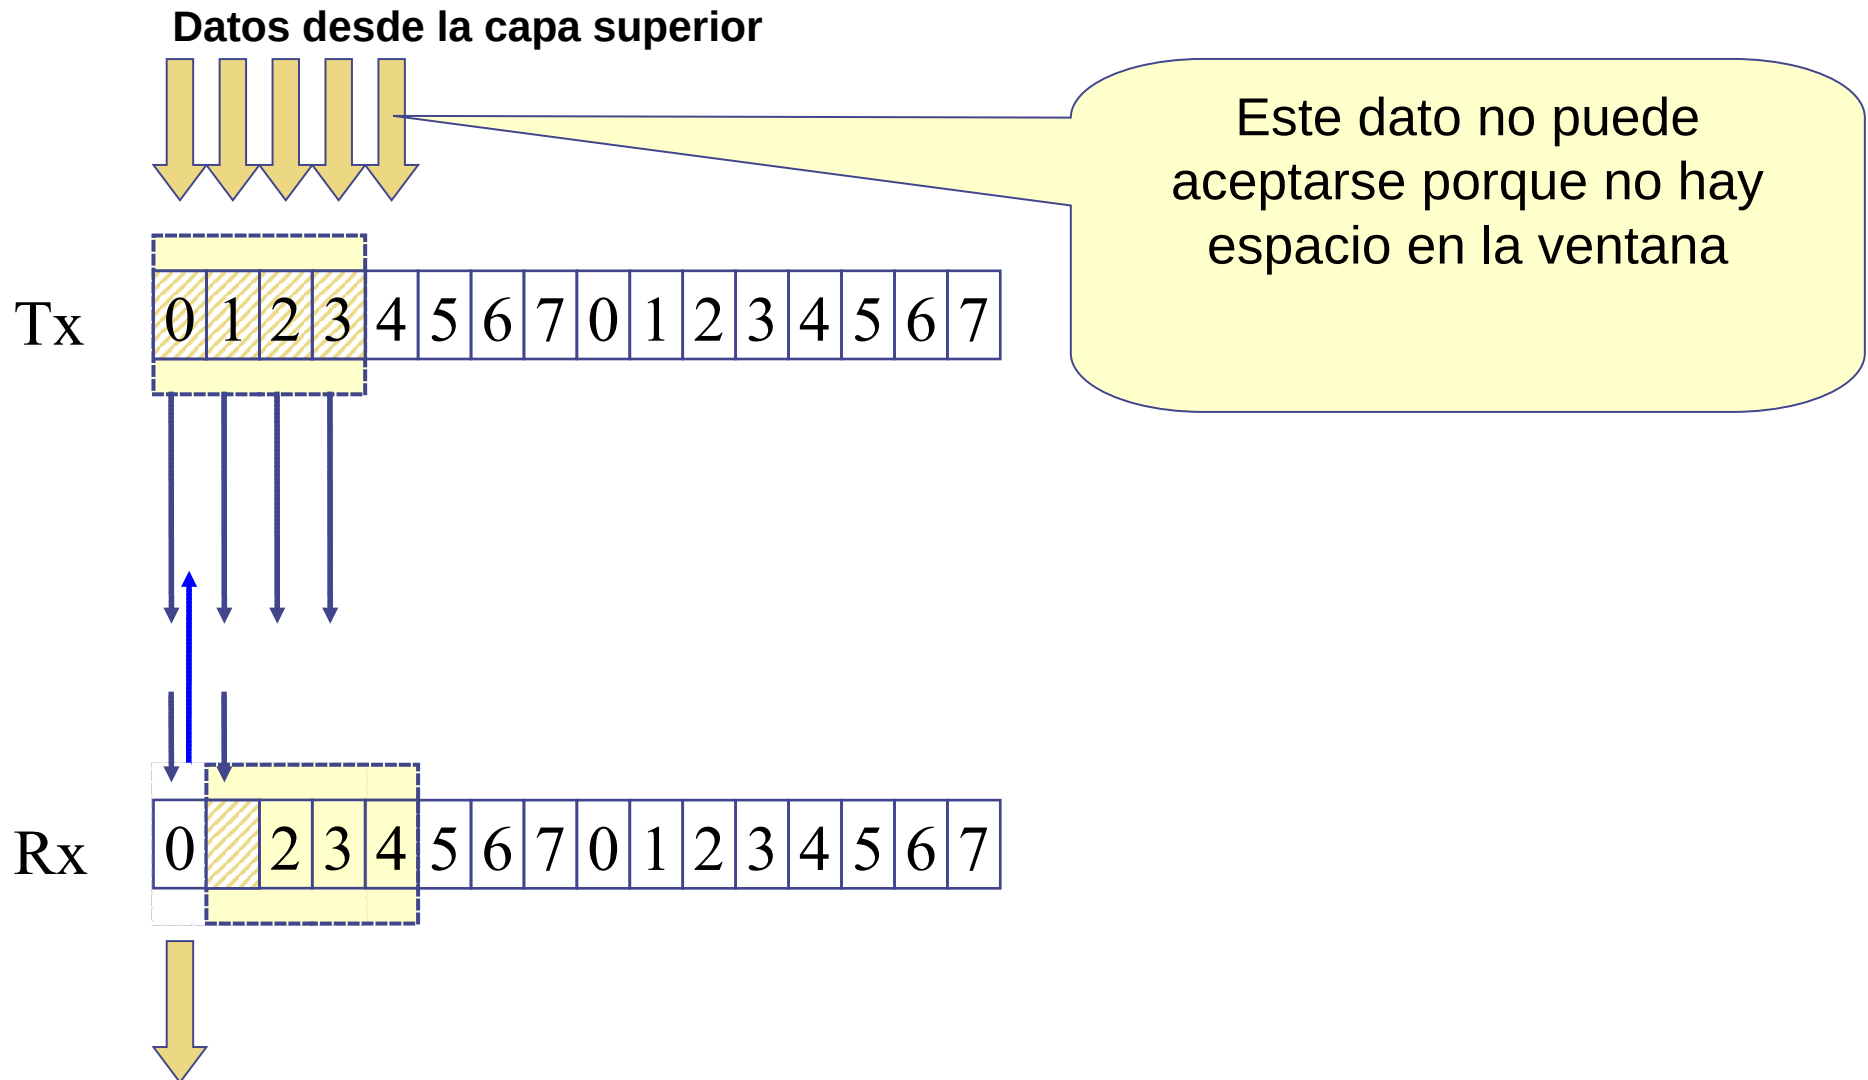 Datos desde la capa superior
Este dato no puede
aceptarse porque no hay
espacio en la ventana
Tx 0 1 2 3 4 5 6 7 0 1 2 3 4 5 6 7
Rx 0 2 3 4 5 6 7 0 1 2 3 4 5 6 7